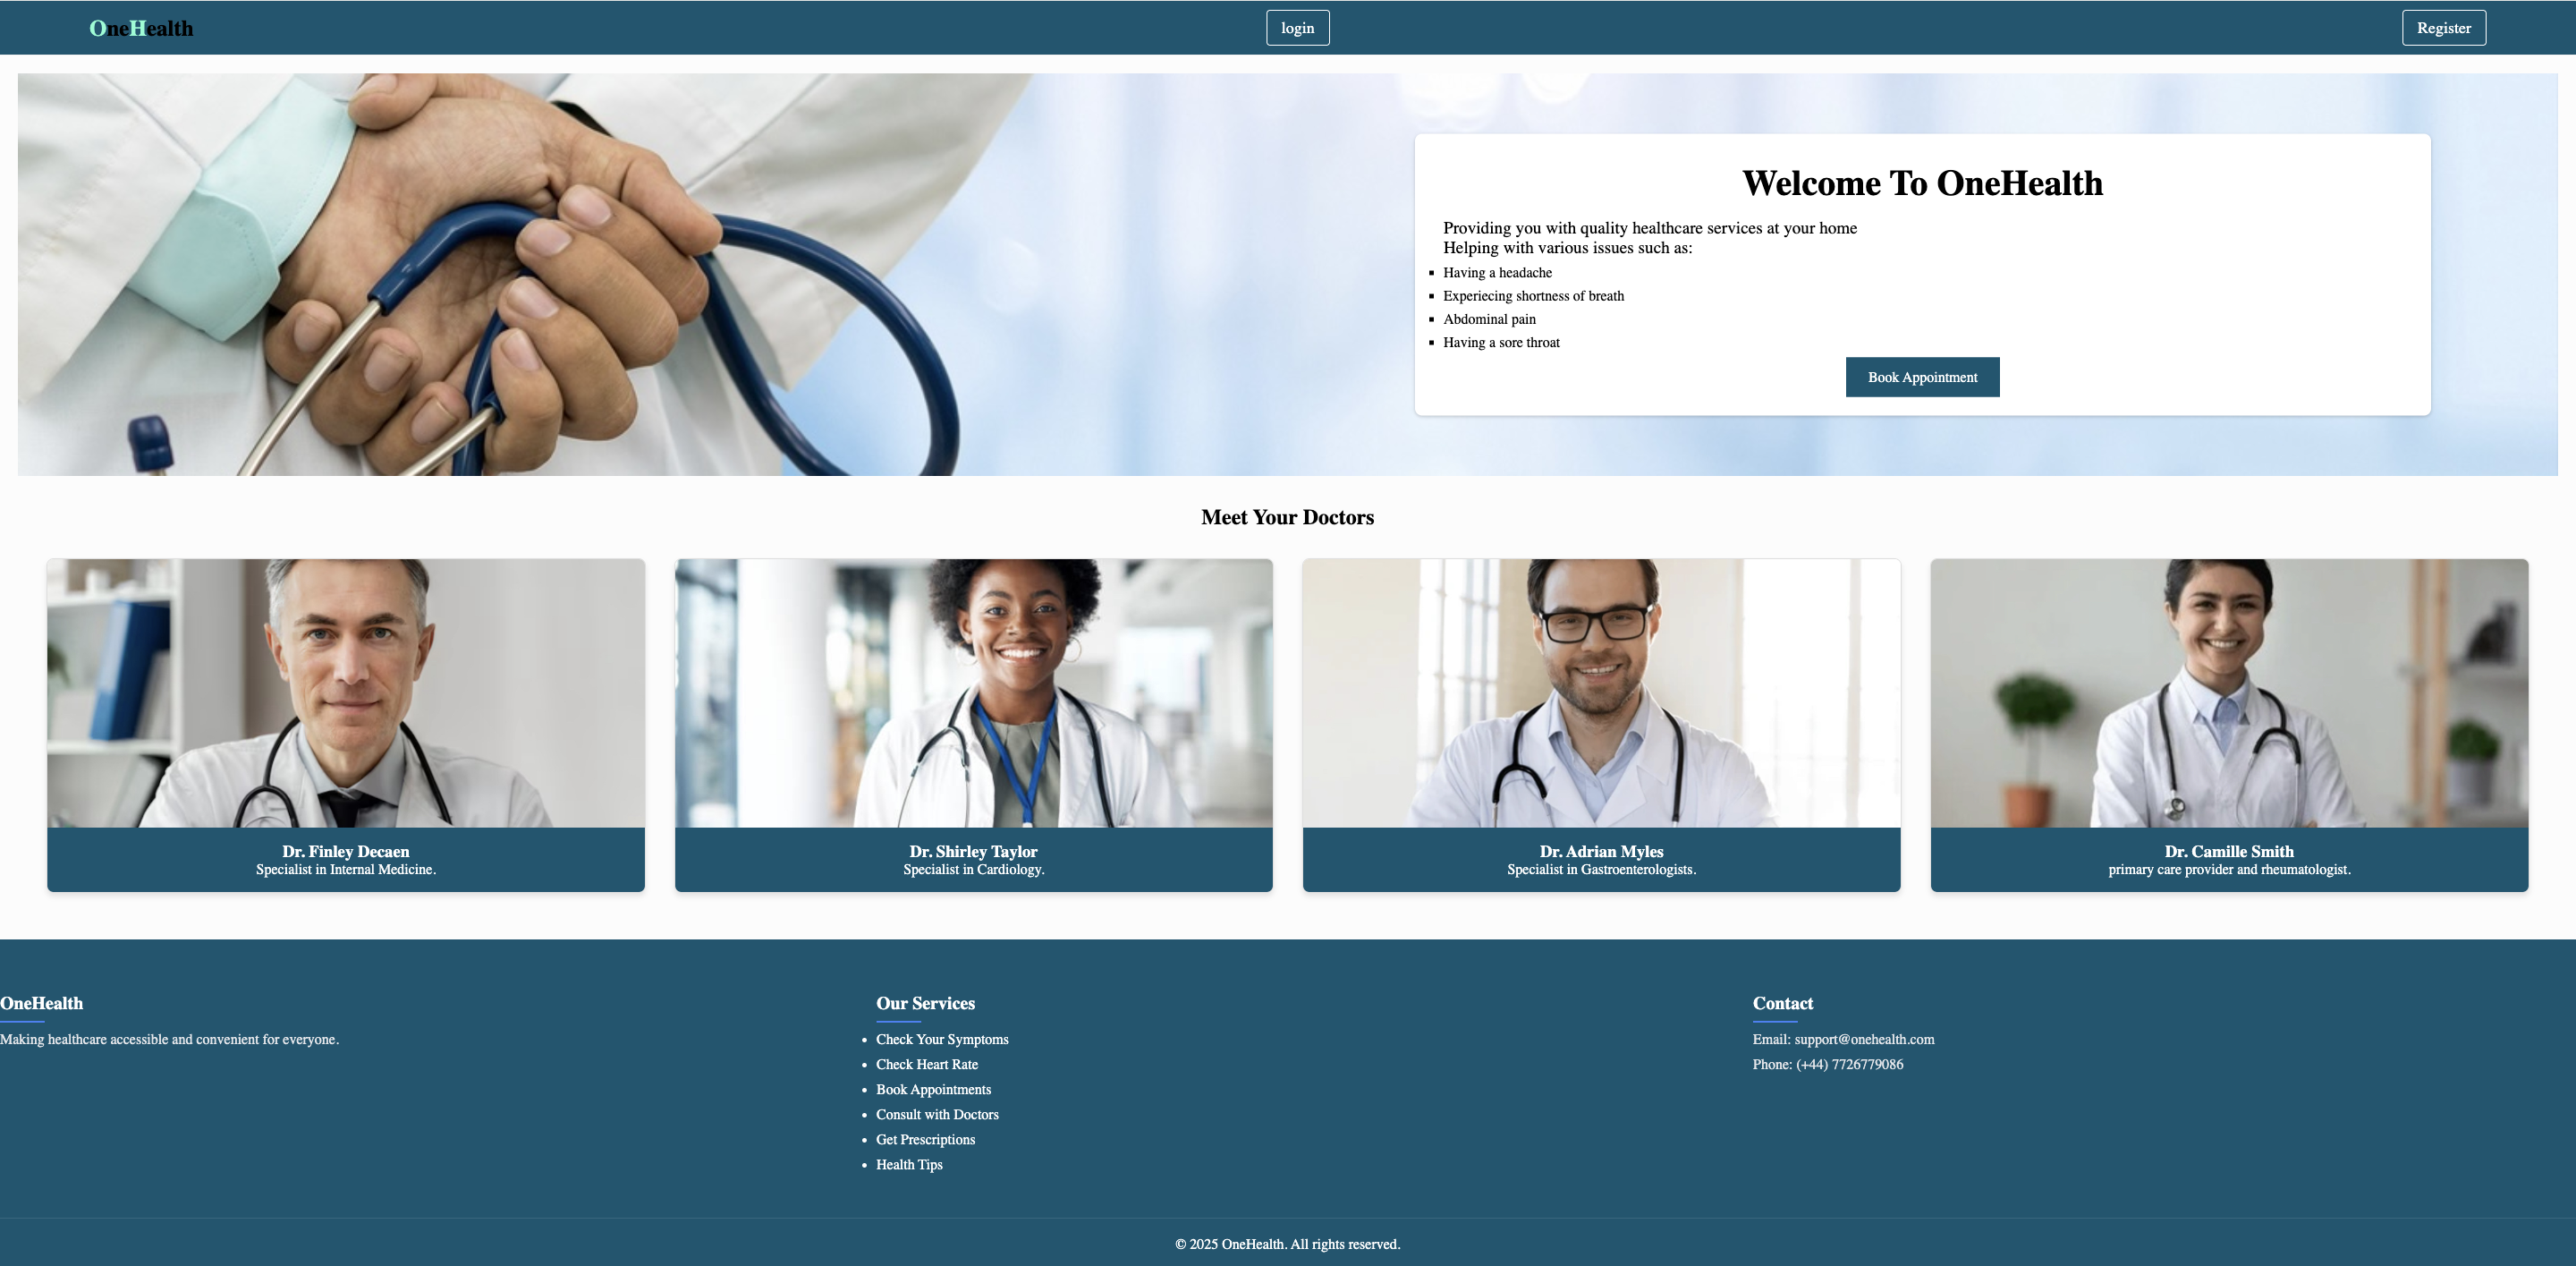 OneHealth
login
Register
Welcome To OneHealth
Providing you with quality healthcare services at your home
Helping with various issues such as:
Having a headache
Experiecing shortness of breath
Abdominal pain
Having a sore throat
Book Appointment
Meet Your Doctors
Dr. Finley Decaen
Specialist in Internal Medicine.
Dr. Shirley Taylor
Specialist in Cardiology.
Dr. Adrian Myles
Specialist in Gastroenterologists.
Dr. Camille Smith
primary care provider and rheumatologist.
OneHealth
Making healthcare accessible and convenient for everyone.
Our Services
Check Your Symptoms
Check Heart Rate
Book Appointments
Consult with Doctors
Get Prescriptions
Health Tips
Contact
Email: support@onehealth.com
Phone: (+44) 7726779086
© 2025 OneHealth. All rights reserved.